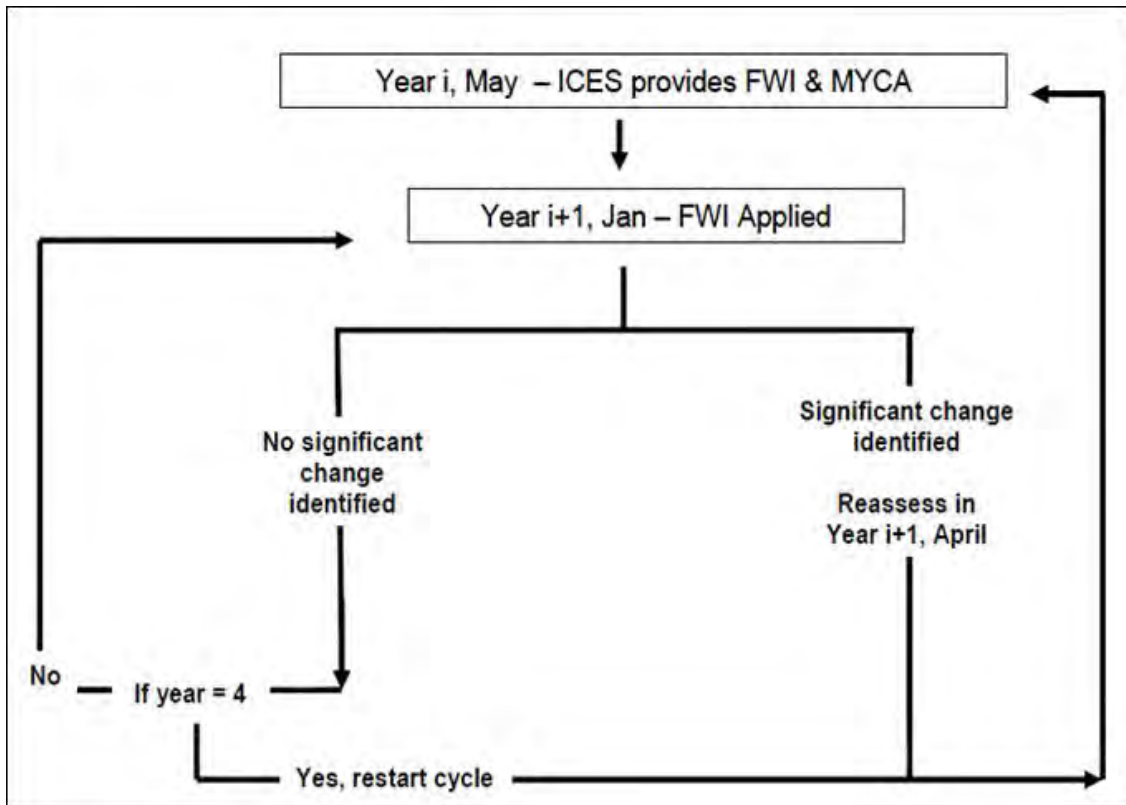 Year i, May – ICES provides FWI & MYCA
Year i+1, Jan – FWI Applied
No significant
change
identified
Significant change
identified
Reassess in
Year i+1, April
No
If year = 4
Yes, restart cycle